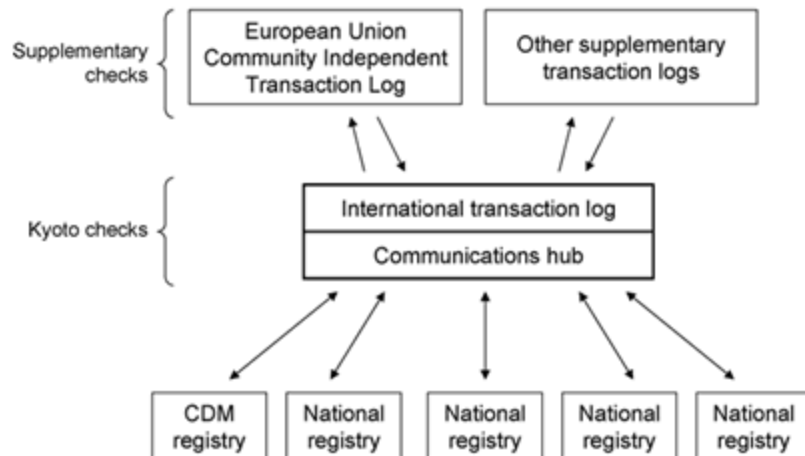 Supplementary
checks
European Union
Community Independent
Transaction Log
Other supplementary
transaction logs
Kyoto checks
International transaction log
Communications hub
CDM
registry
National
registry
National
registry
National
registry
National
registry